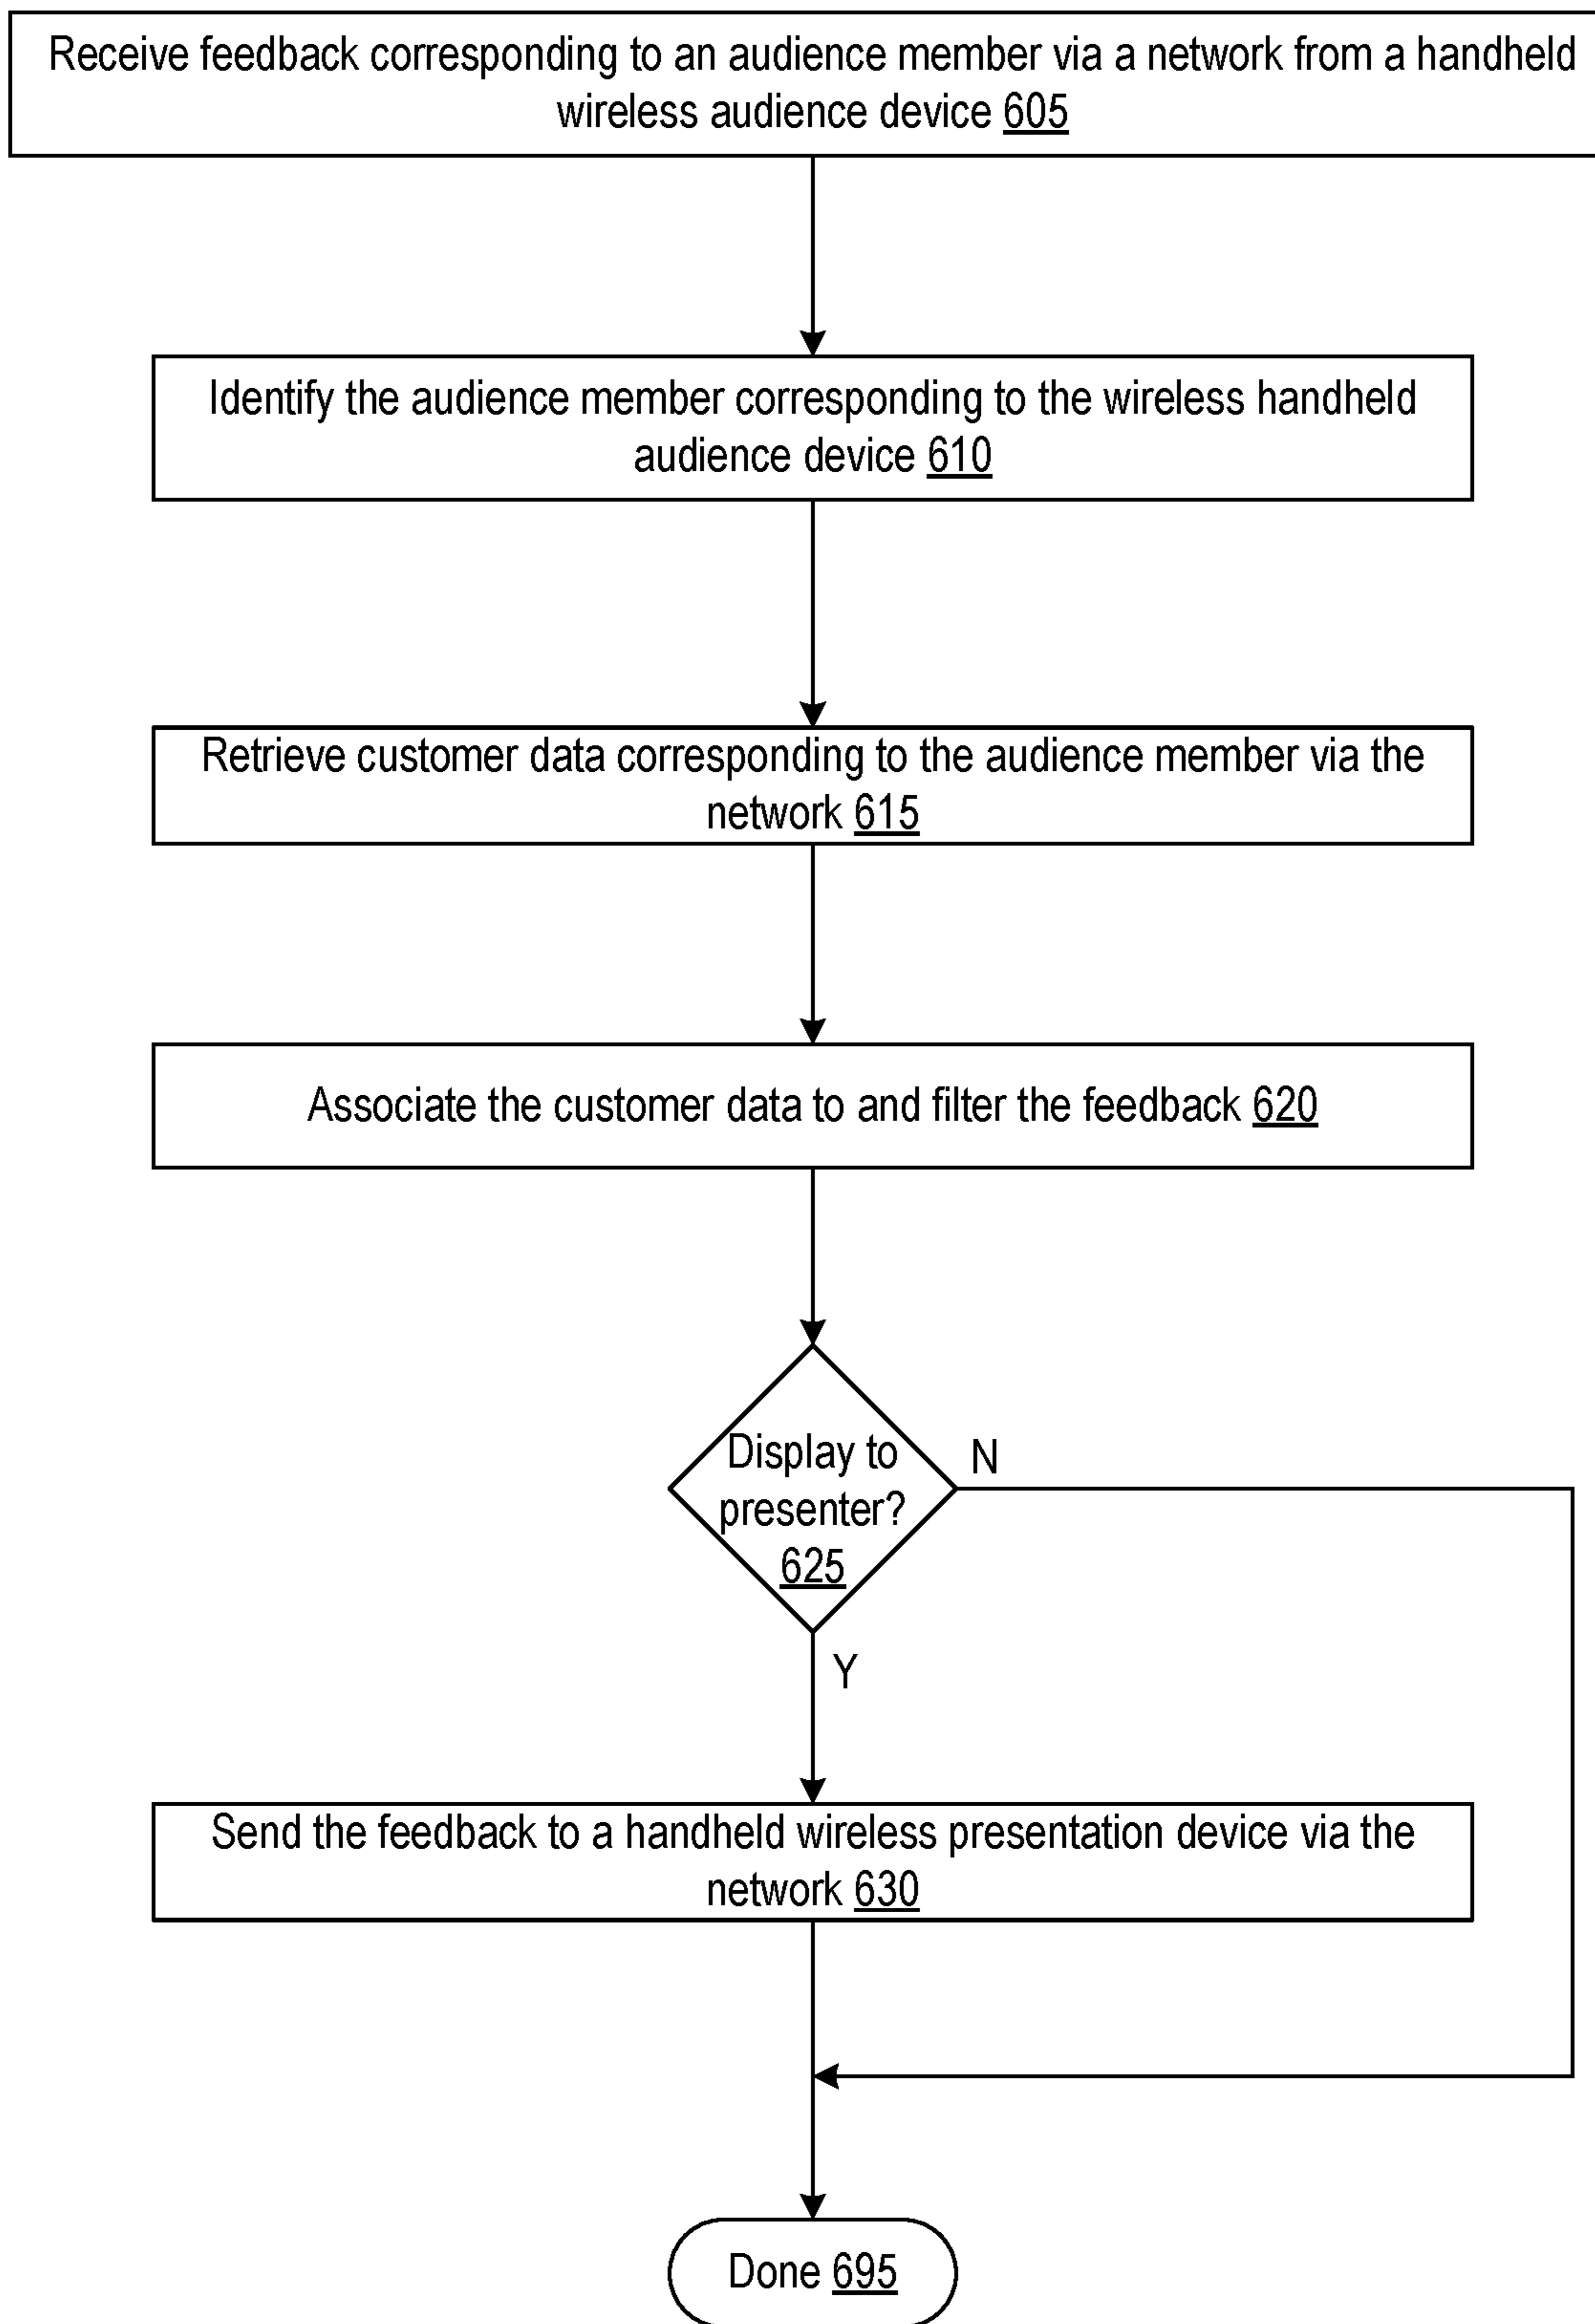 Receive feedback corresponding to an audience member via a network from a handheld
wireless audience device 605
Identify the audience member corresponding to the wireless handheld
audience device 610
Retrieve customer data corresponding to the audience member via the
network 615
Associate the customer data to and filter the feedback 620
Display to
presenter?
625
N
Y
Send the feedback to a handheld wireless presentation device via the
network 630
Done 695